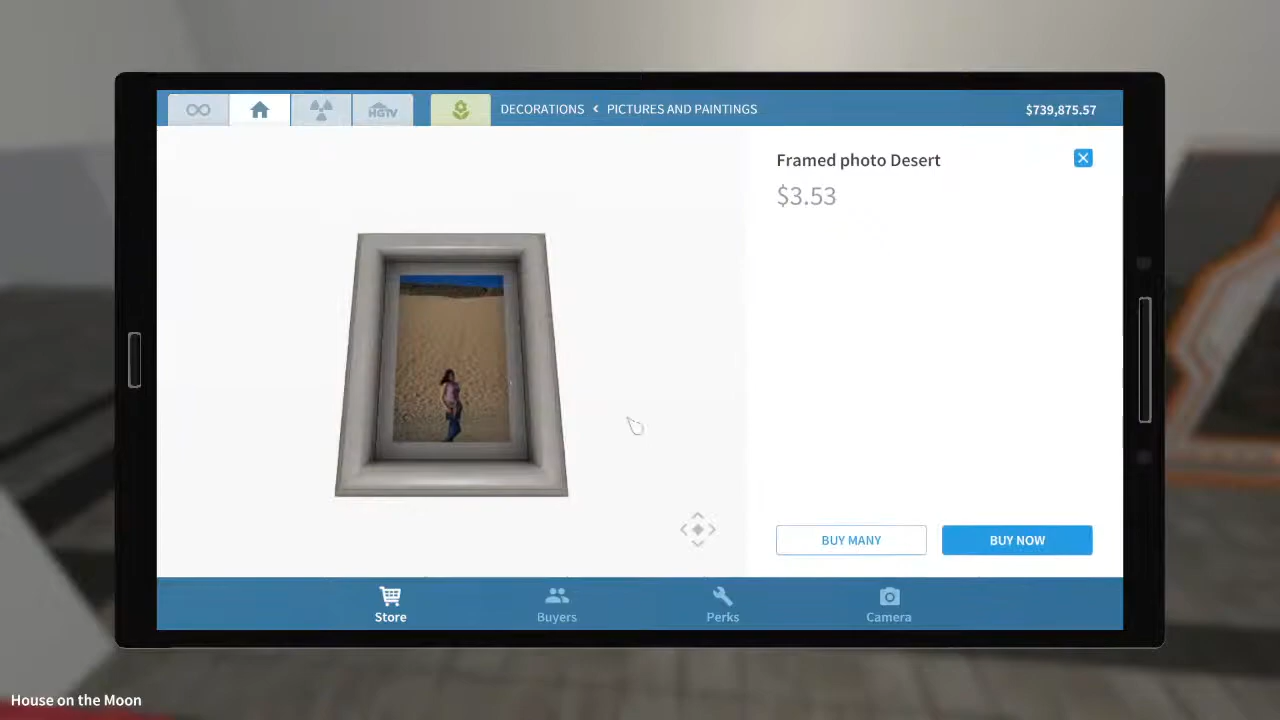 HGTV
DECORATIONS < PICTURES AND PAINTINGS
$739,875.57
Framed photo Desert
$3.53
BUY MANY
BUY NOW
Store
Buyers
Perks
Camera
House on the Moon